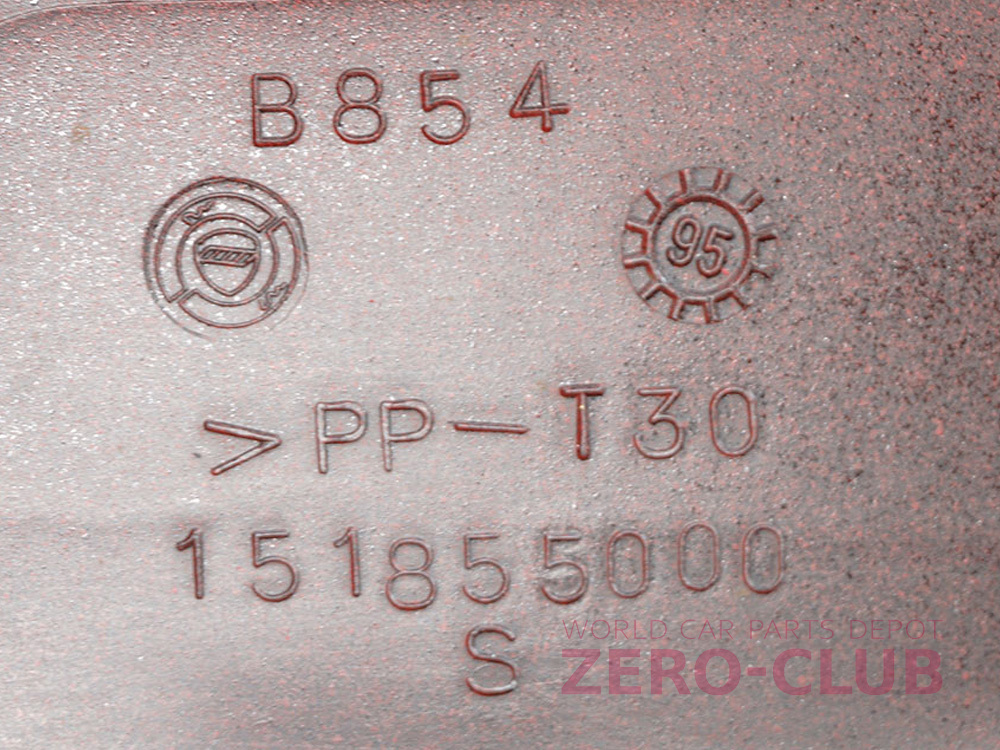 B854
95
>PP-T30
151855000
S
WORLD CAR PARTS DEPOT
ZERO-CLUB